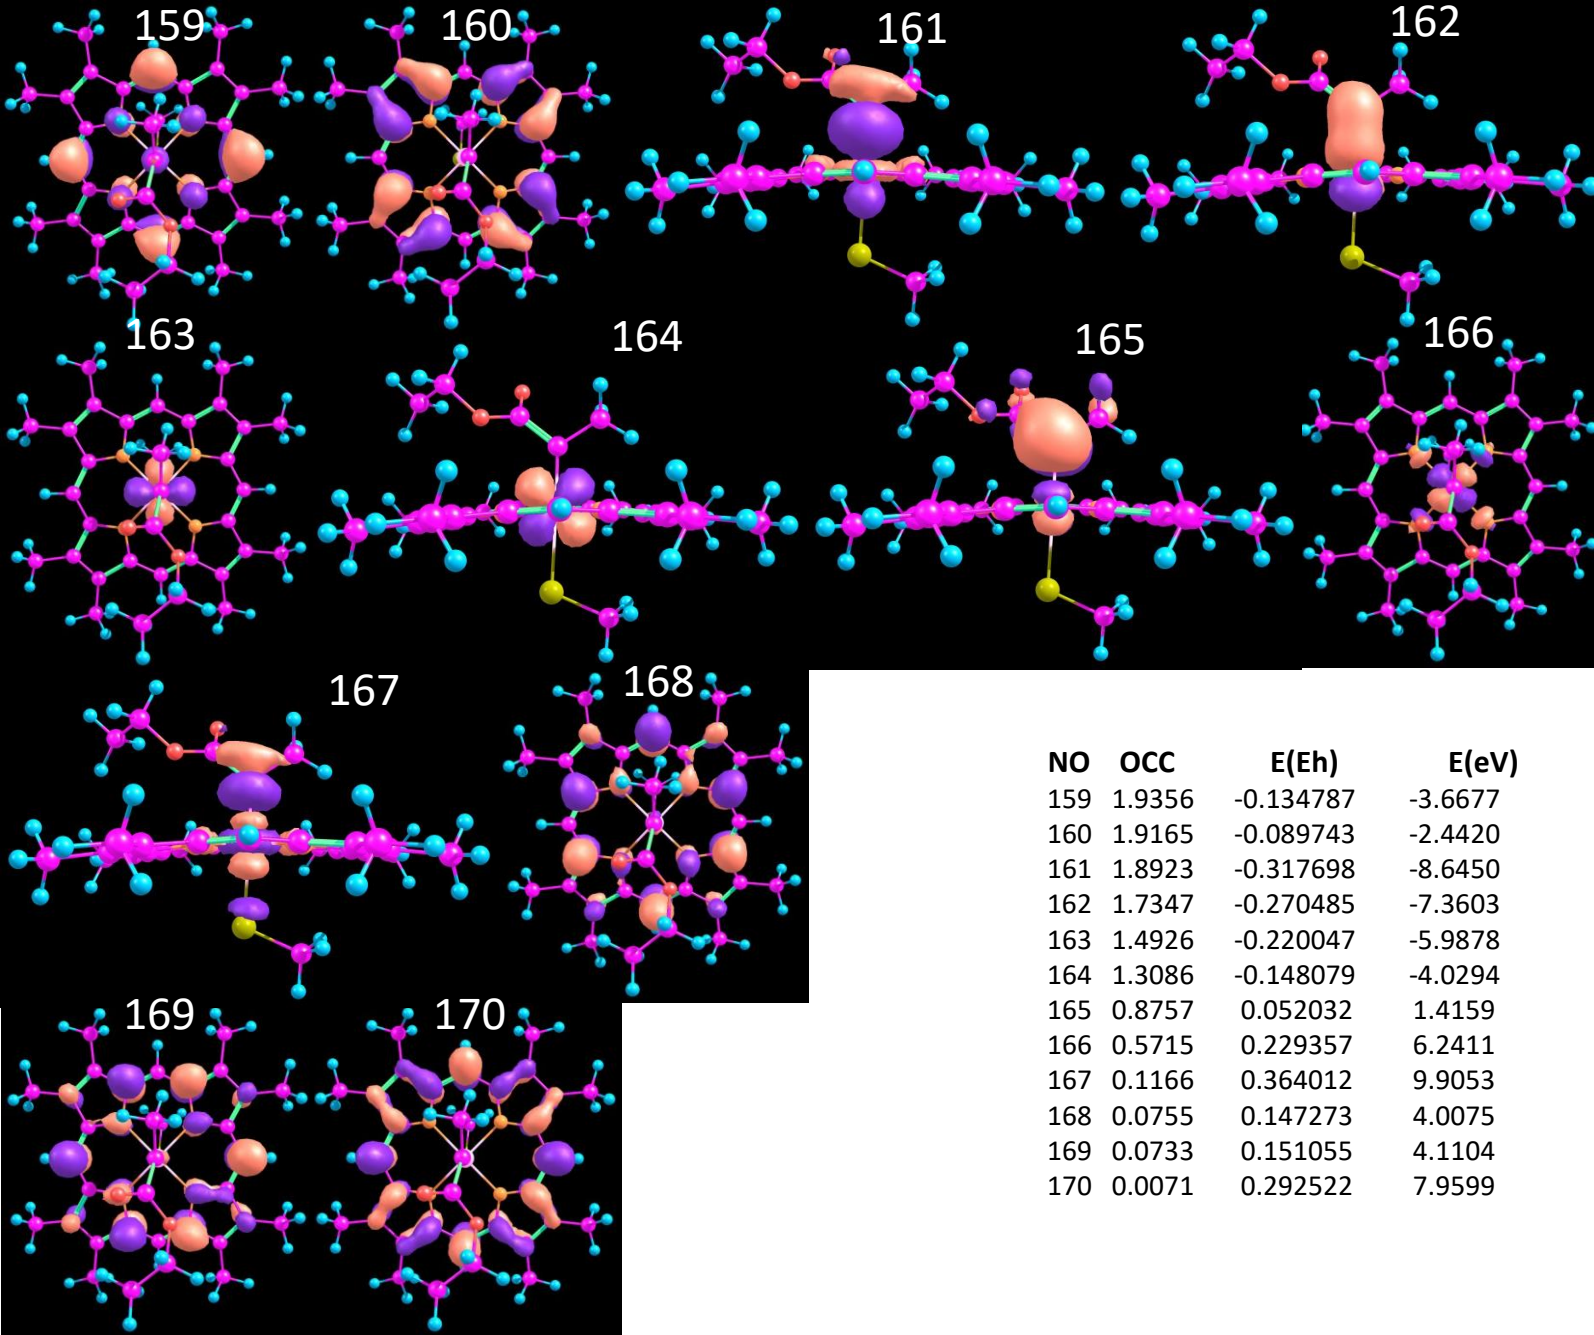 159 160 161 162
163 164 165 166
167 168
NO OCC E(Eh) E(eV)
159 1.9356 -0.134787 -3.6677
160 1.9165 -0.089743 -2.4420
161 1.8923 -0.317698 -8.6450
162 1.7347 -0.270485 -7.3603
163 1.4926 -0.220047 -5.9878
164 1.3086 -0.148079 -4.0294
165 0.8757 0.052032 1.4159
166 0.5715 0.229357 6.2411
167 0.1166 0.364012 9.9053
168 0.0755 0.147273 4.0075
169 0.0733 0.151055 4.1104
170 0.0071 0.292522 7.9599
169 170